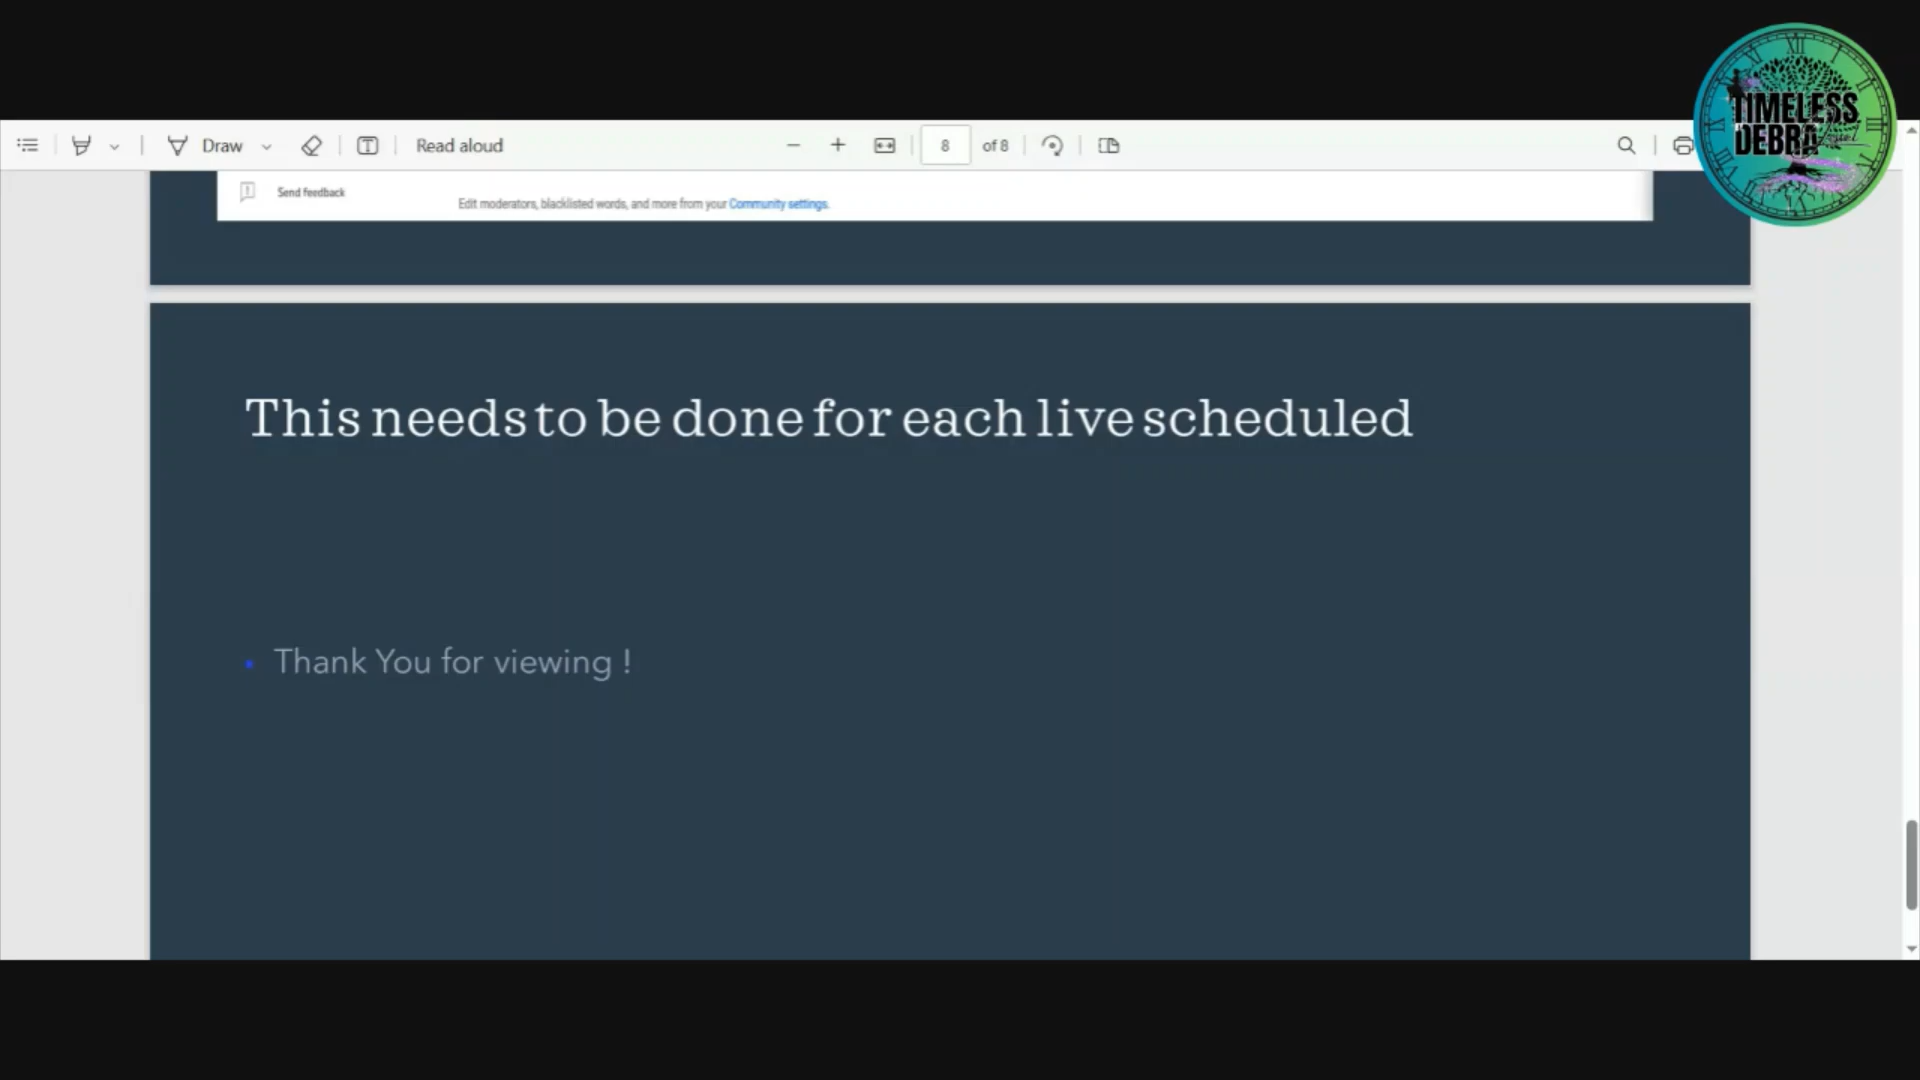 Draw
Read aloud
8 of 8
TIMELESS
DEBRA
Send feedback
Edit moderators, blacklisted words, and more from your Community settings.
This needs to be done for each live scheduled
• Thank You for viewing !